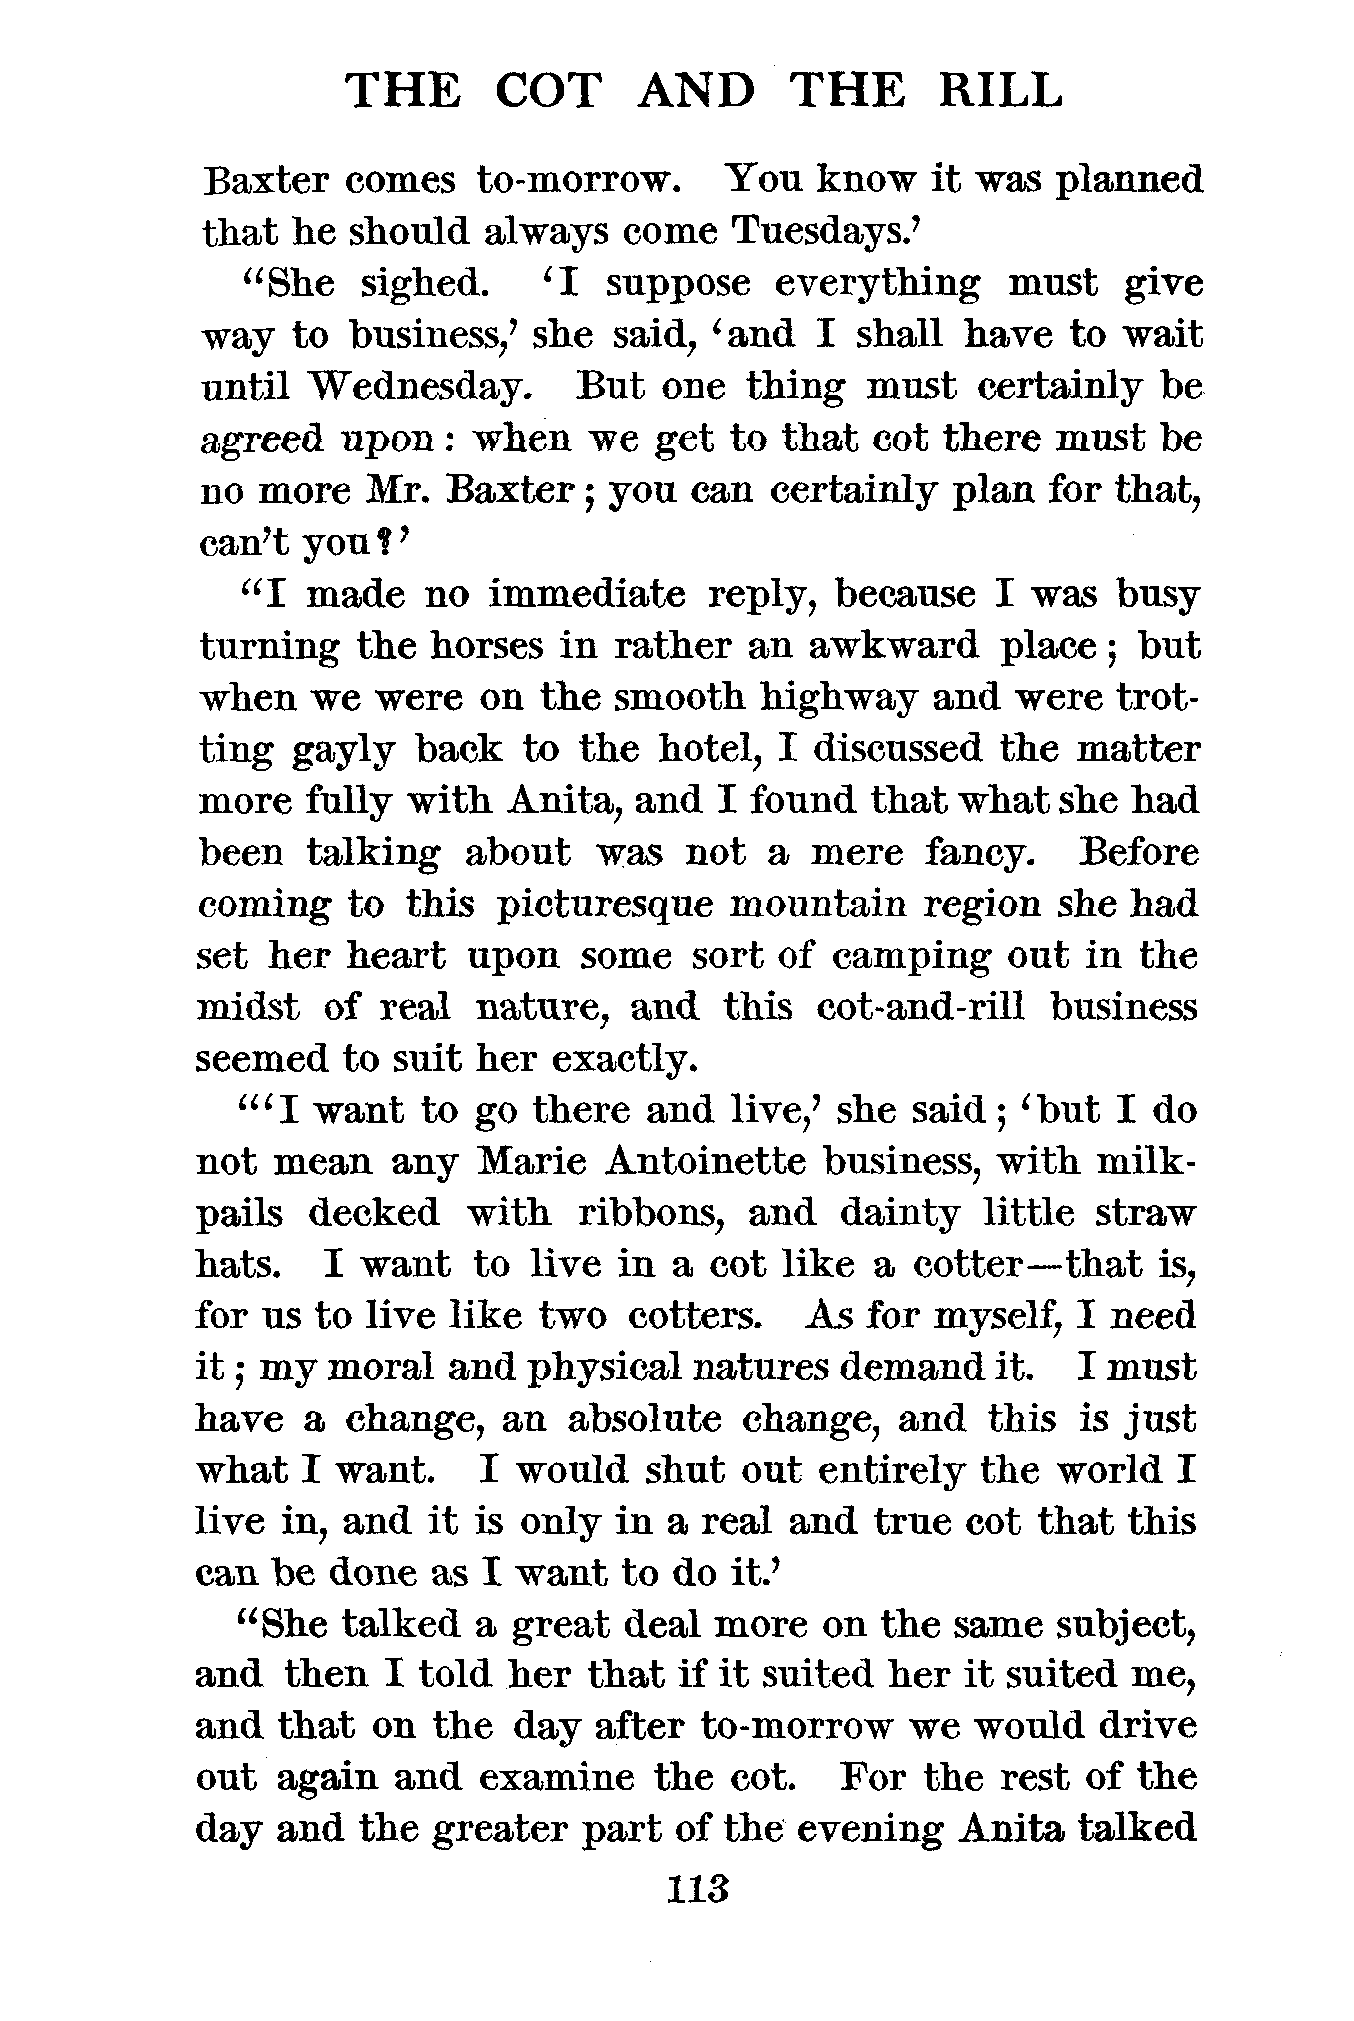 THE COT AND THE RILL
Baxter comes to-morrow. You know it was planned
that he should always come Tuesdays.’
“She sighed. ‘I suppose everything must give
way to business,’ she said, ‘and I shall have to wait
until Wednesday. But one thing must certainly be
agreed upon : when we get to that cot there must be
no more Mr. Baxter ; you can certainly plan for that,
can’t you?’
“I made no immediate reply, because I was busy
turning the horses in rather an awkward place ; but
when we were on the smooth highway and were trot-
ting gayly back to the hotel, I discussed the matter
more fully with Anita, and I found that what she had
been talking about was not a mere fancy. Before
coming to this picturesque mountain region she had
set her heart upon some sort of camping out in the
midst of real nature, and this cot-and-rill business
seemed to suit her exactly.
“‘I want to go there and live,’ she said ; ‘but I do
not mean any Marie Antoinette business, with milk-
pails decked with ribbons, and dainty little straw
hats. I want to live in a cot like a cotter—that is,
for us to live like two cotters. As for myself, I need
it ; my moral and physical natures demand it. I must
have a change, an absolute change, and this is just
what I want. I would shut out entirely the world I
live in, and it is only in a real and true cot that this
can be done as I want to do it.’
“She talked a great deal more on the same subject,
and then I told her that if it suited her it suited me,
and that on the day after to-morrow we would drive
out again and examine the cot. For the rest of the
day and the greater part of the evening Anita talked
113